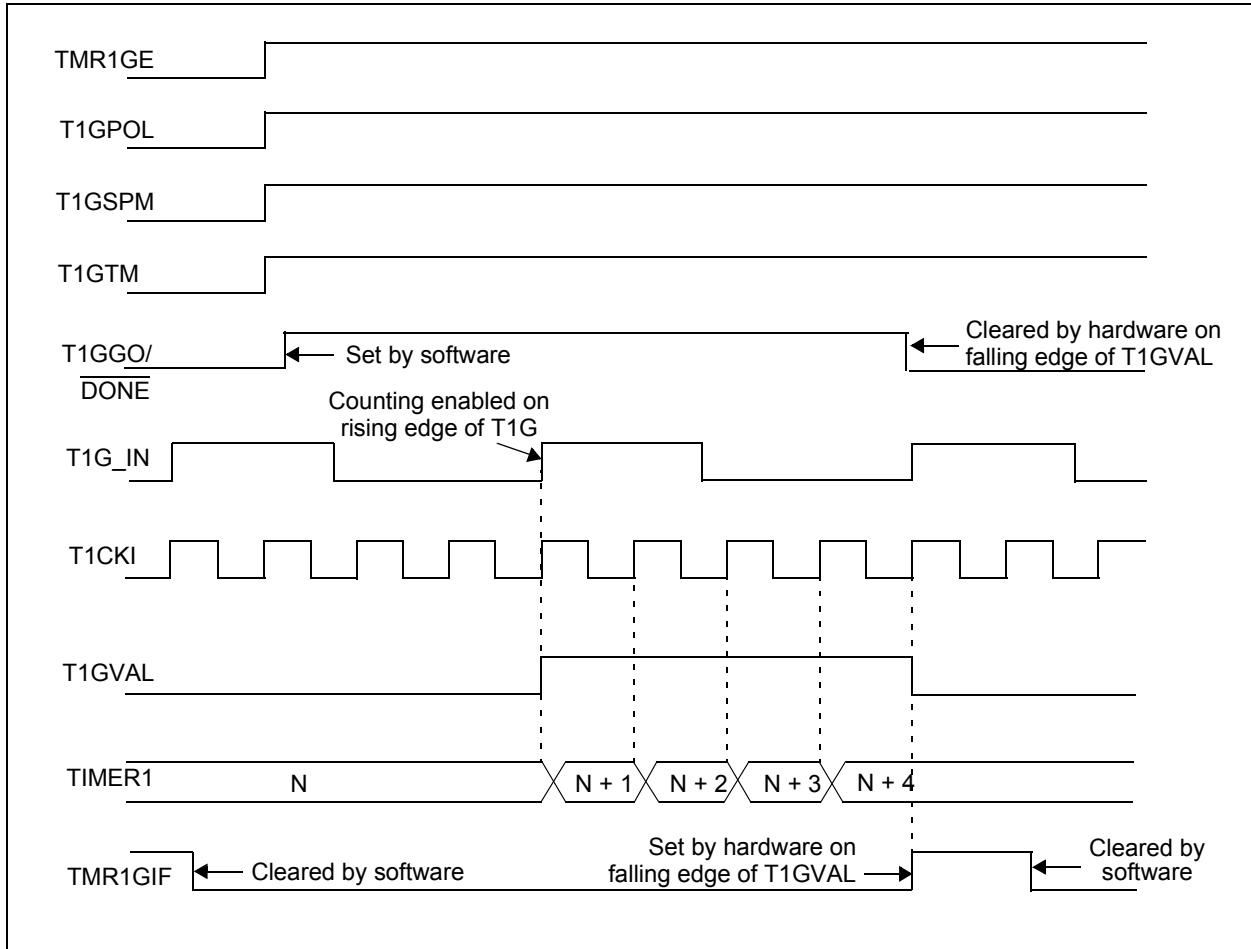 TMR1GE
T1GPOL
T1GSPM
T1GTM
T1GGO/
DONE
Set by software
Cleared by hardware on
falling edge of T1GVAL
Counting enabled on
rising edge of T1G
T1G_IN
T1CKI
T1GVAL
TIMER1
N
N + 1
N + 2
N + 3
N + 4
TMR1GIF
Cleared by software
Set by hardware on
falling edge of T1GVAL
Cleared by
software